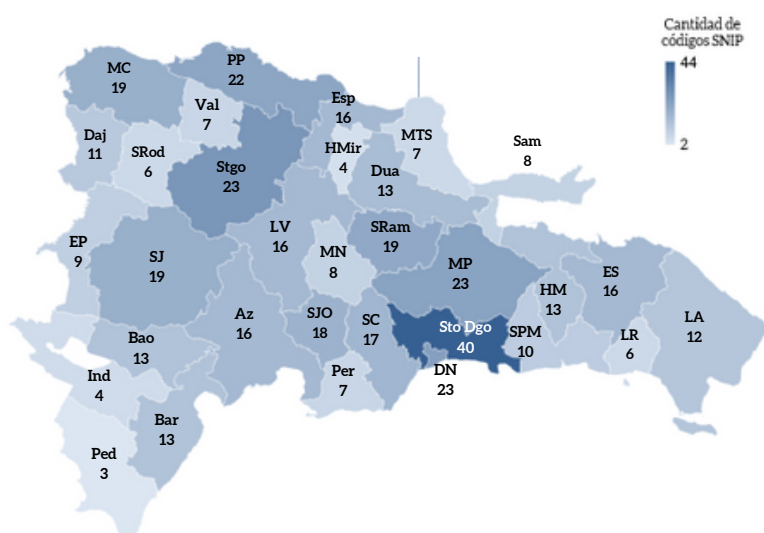 Cantidad de
códigos SNIP
44
2
MC
19
PP
22
Val
7
Esp
16
MTS
7
Sam
8
Daj
11
SRod
6
Stgo
23
HMir
4
Dua
13
EP
9
SJ
19
LV
16
MN
8
SRam
19
MP
23
HM
13
ES
16
LA
12
Az
16
SJO
18
SC
17
Sto Dgo
40
SPM
10
LR
6
Bao
13
Per
7
DN
23
Ind
4
Bar
13
Ped
3